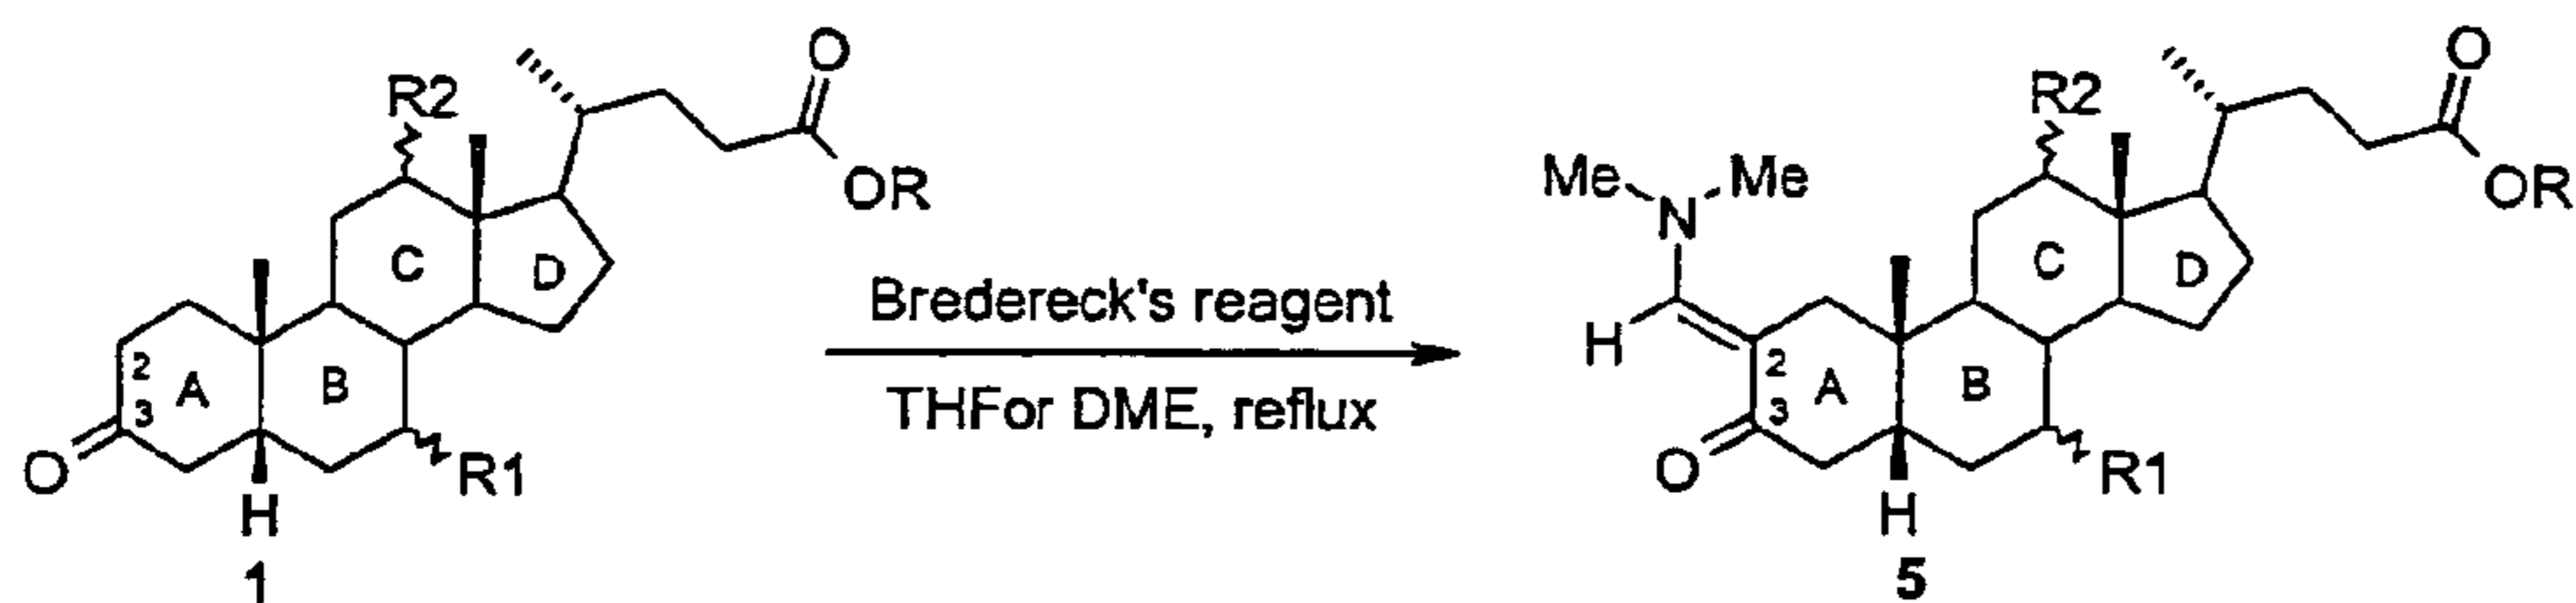 O
R2
OR
C
D
2
A
B
3
O
R1
H
1
Bredereck's reagent
THFor DME, reflux
O
R2
Me
Me
OR
N
C
D
H
2
A
B
3
O
R1
H
5